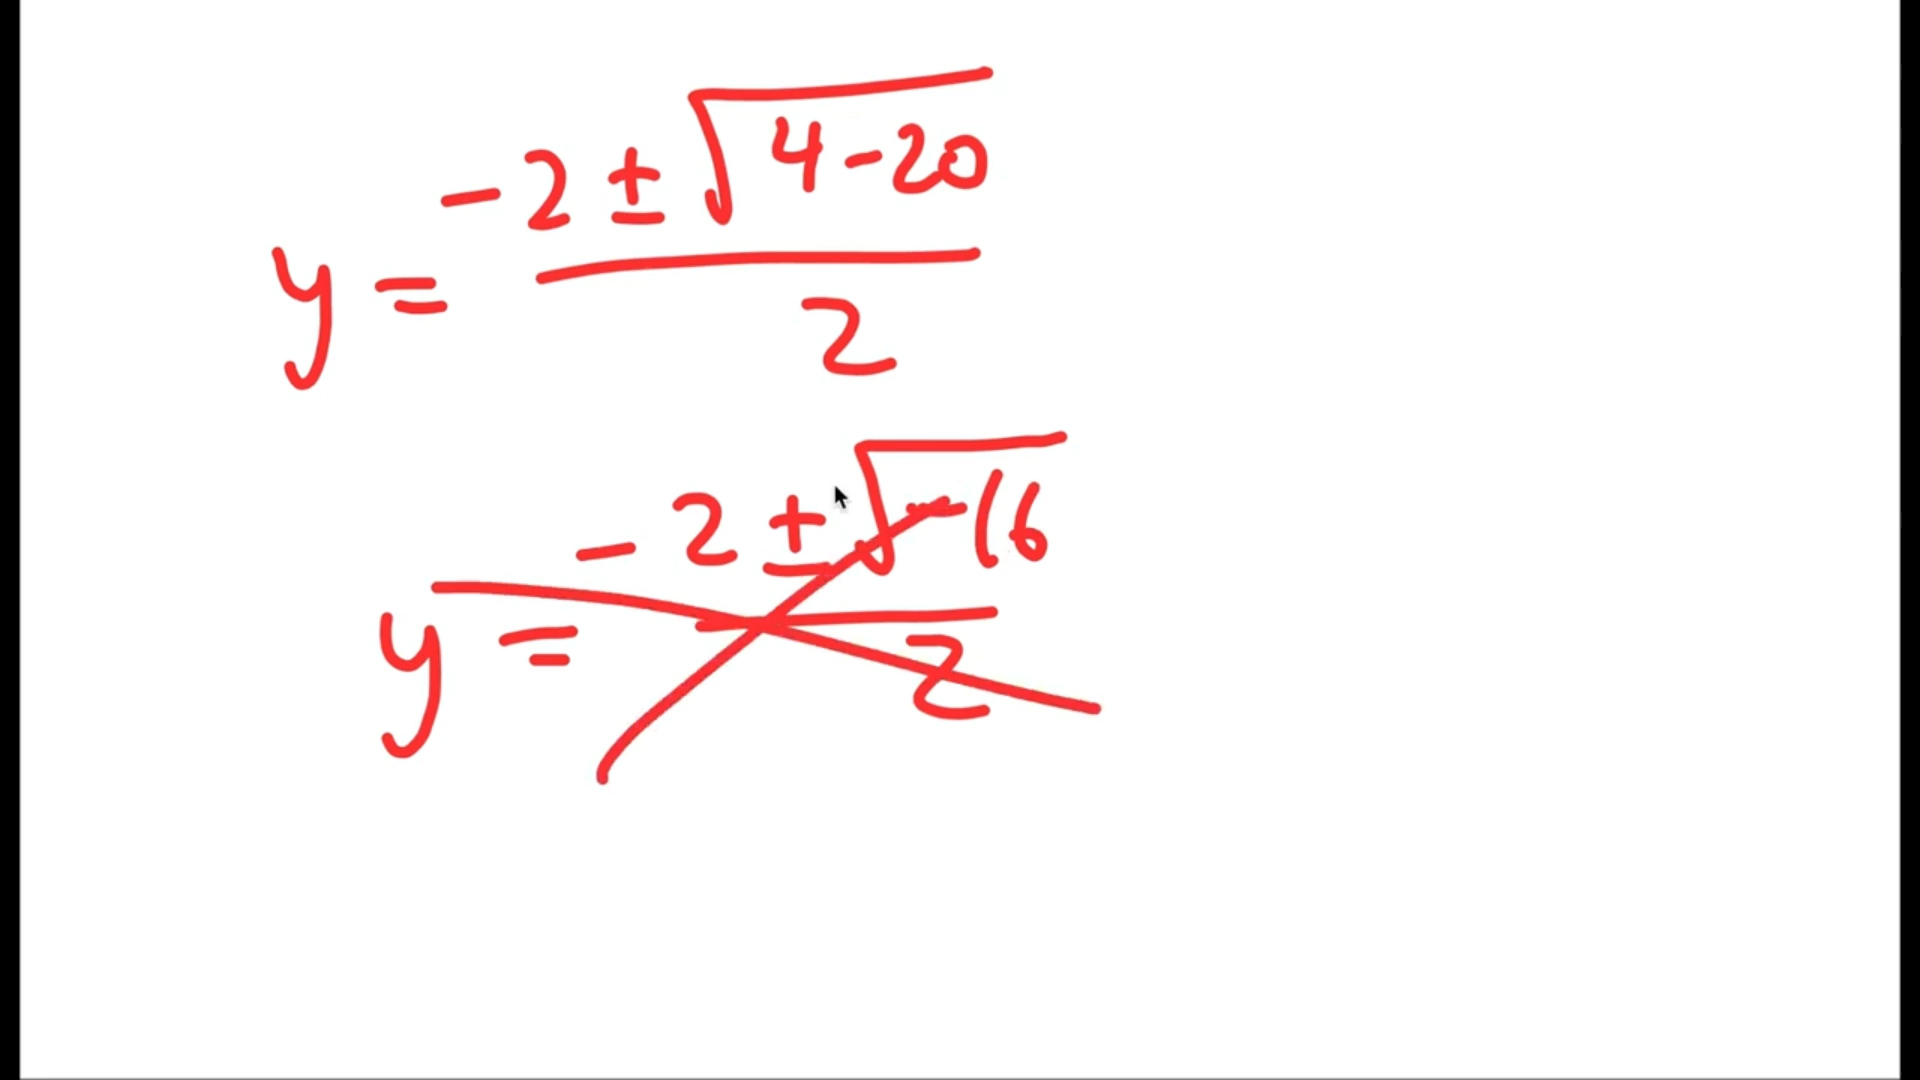 y = -2 ± √4-20 / 2
y = -2 ± √-16 / 2